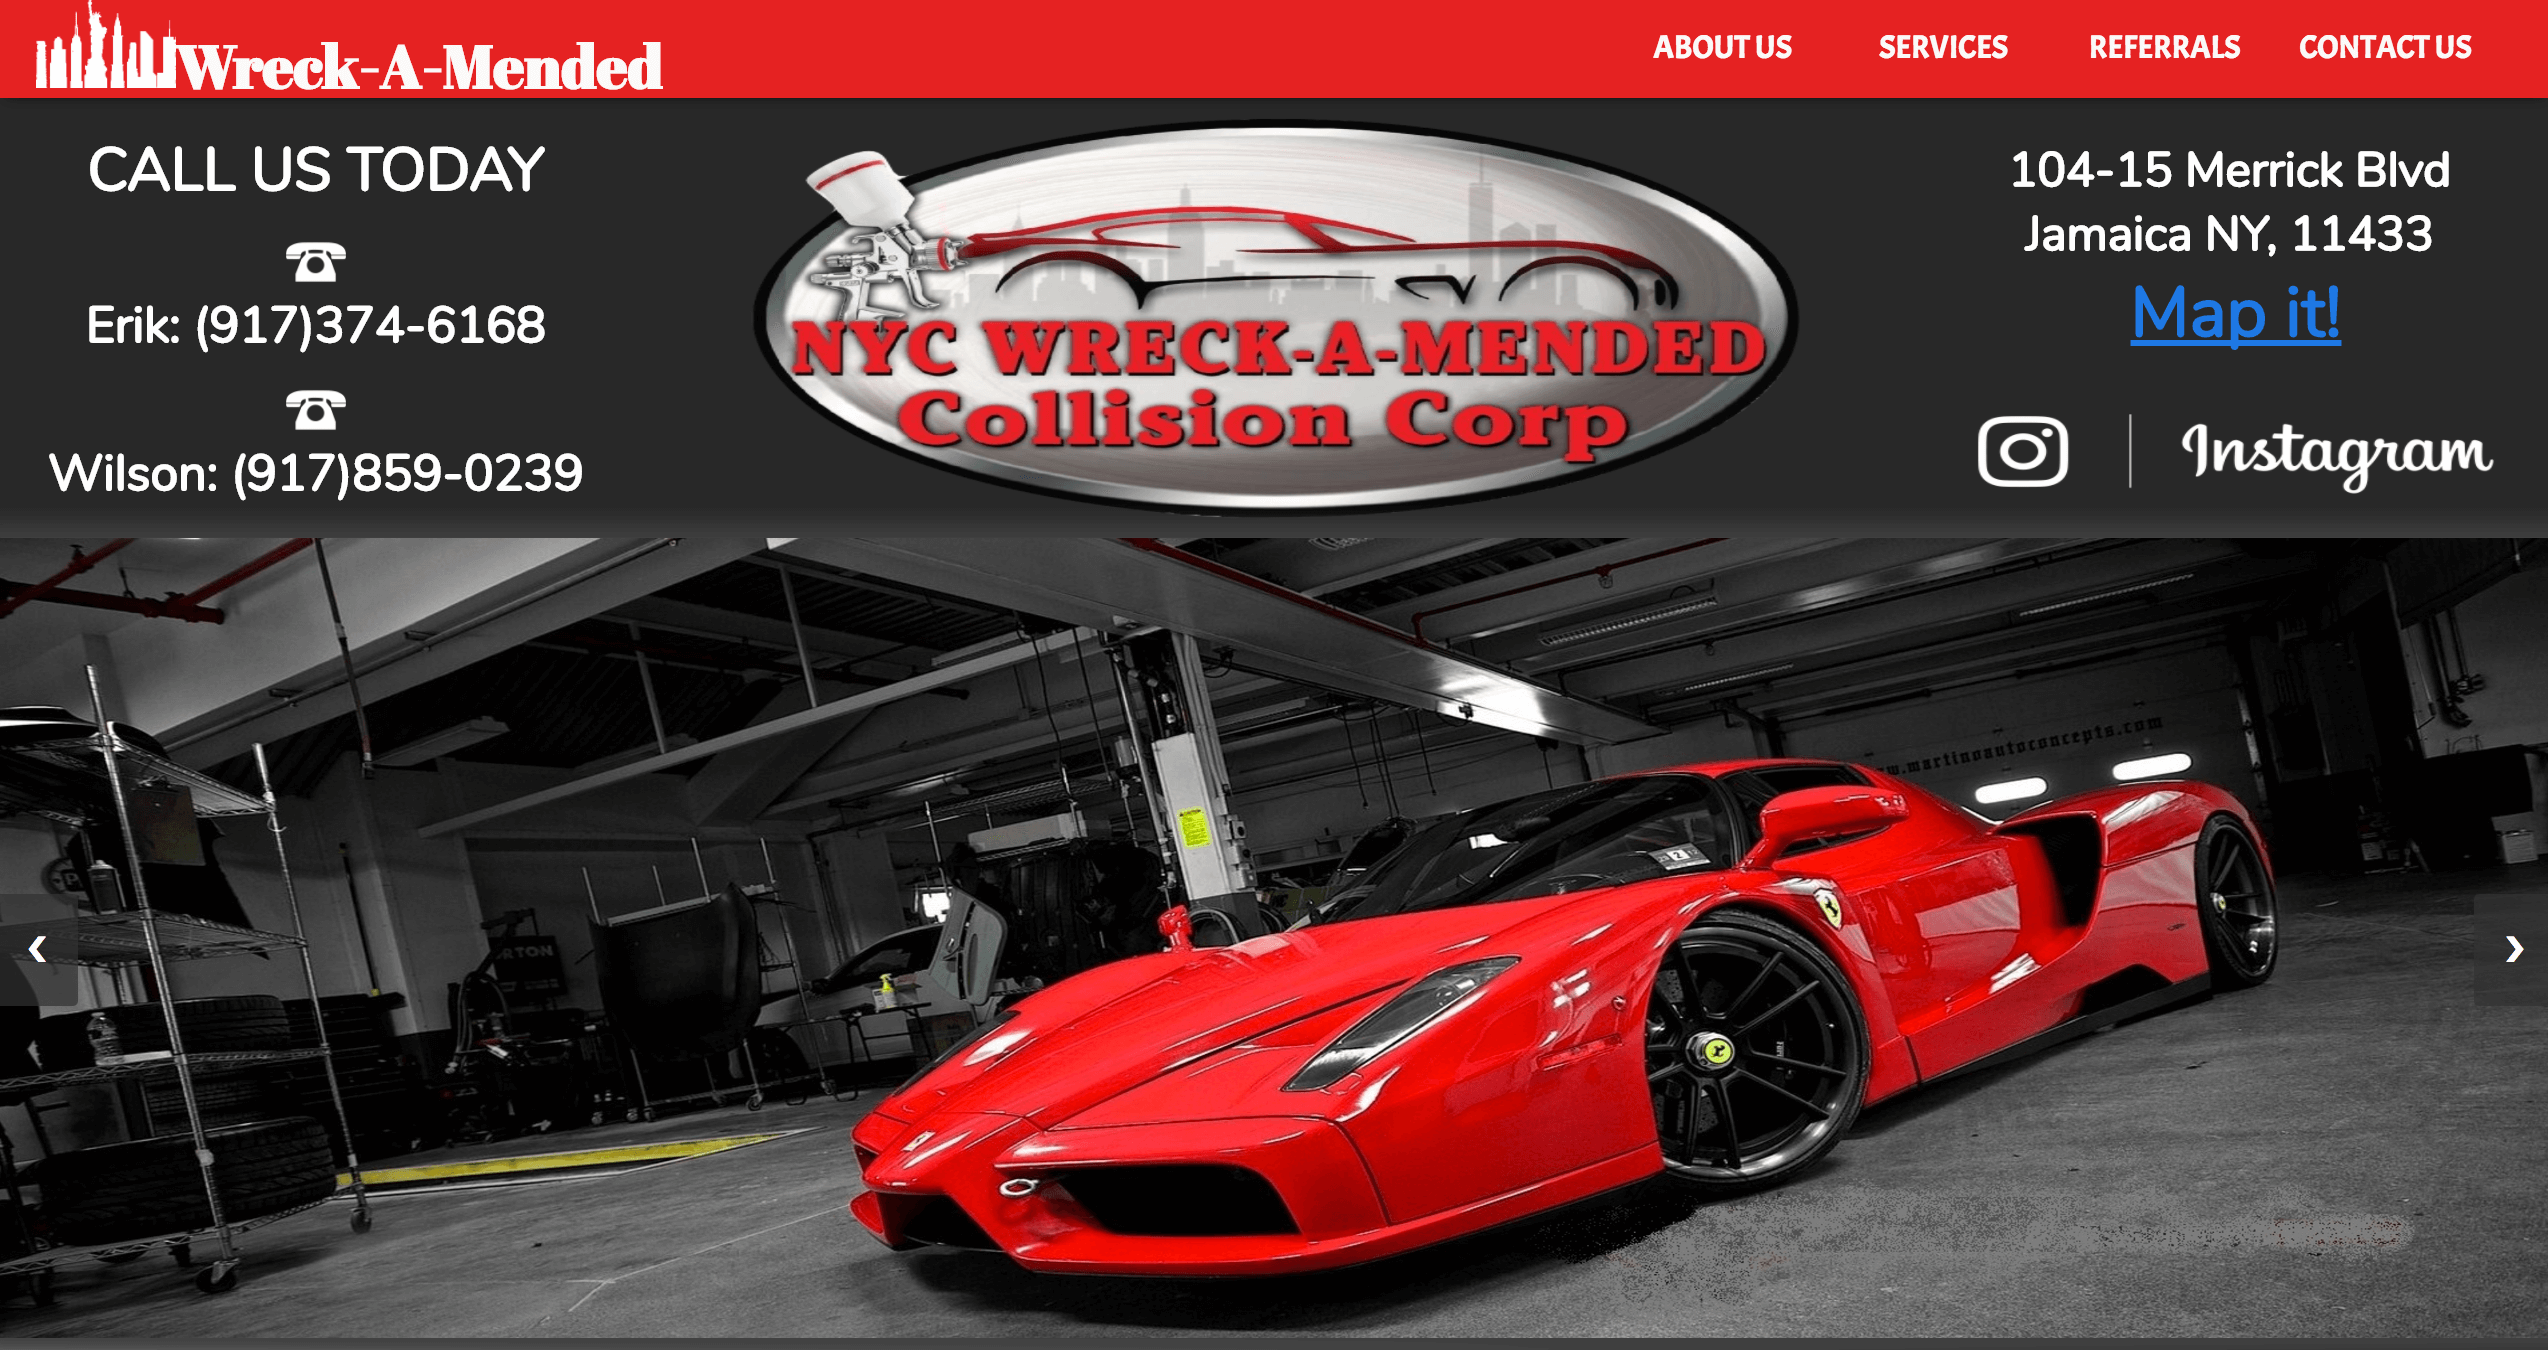 Wreck-A-Mended
ABOUT US
SERVICES
REFERRALS
CONTACT US
CALL US TODAY
Erik: (917)374-6168
Wilson: (917)859-0239
NYC WRECK-A-MENDED
Collision Corp
104-15 Merrick Blvd
Jamaica NY, 11433
Map it!
Instagram
w.martinoautoconcepts.com